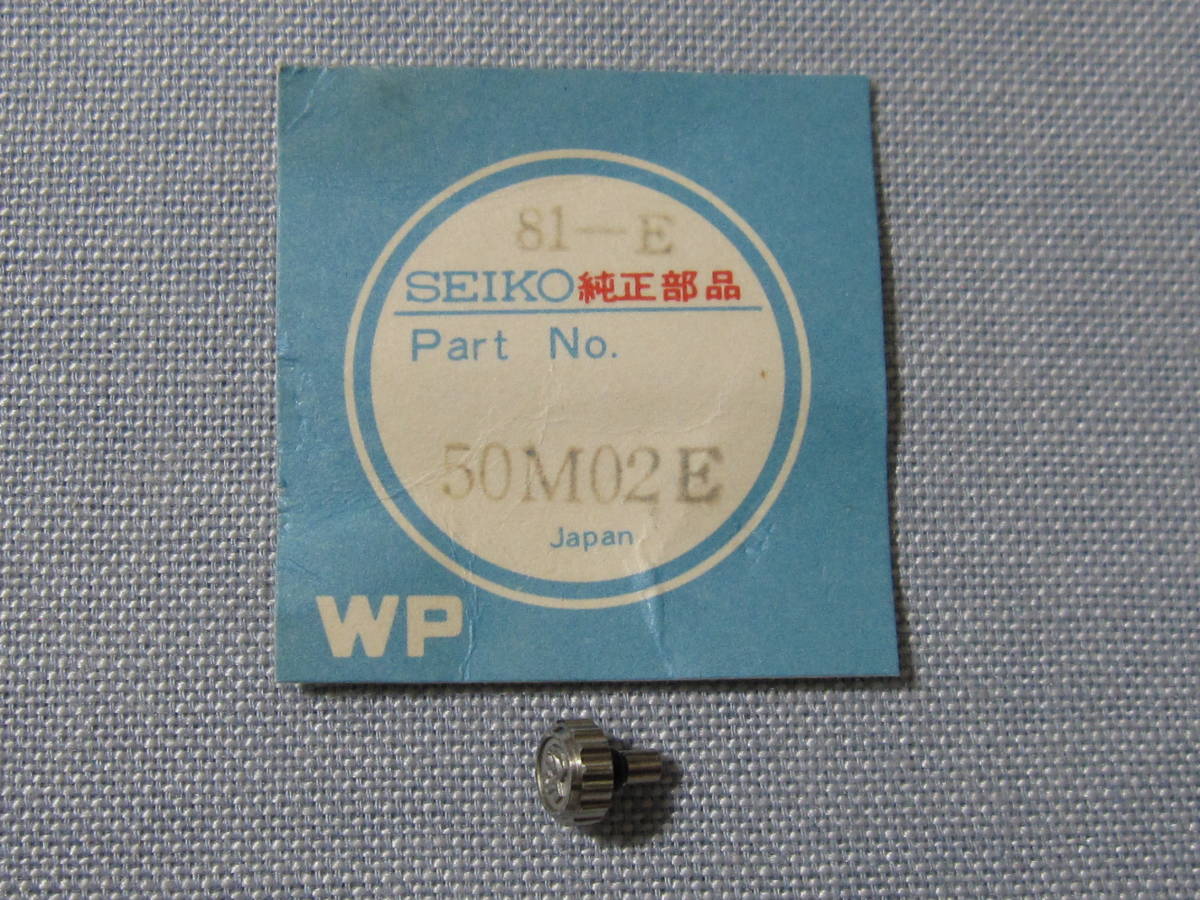 81-E
SEIKO純正部品
Part No.
50M02E
Japan
WP